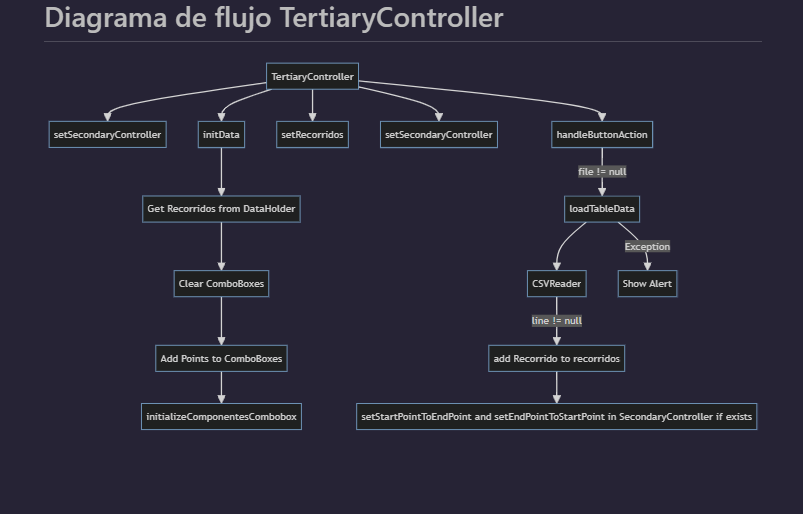 Diagrama de flujo TertiaryController
TertiaryController
setSecondaryController
initData
setRecorridos
setSecondaryController
handleButtonAction
file != null
Get Recorridos from DataHolder
loadTableData
Exception
Clear ComboBoxes
CSVReader
Show Alert
line != null
Add Points to ComboBoxes
add Recorrido to recorridos
initializeComponentesCombobox
setStartPointToEndPoint and setEndPointToStartPoint in SecondaryController if exists